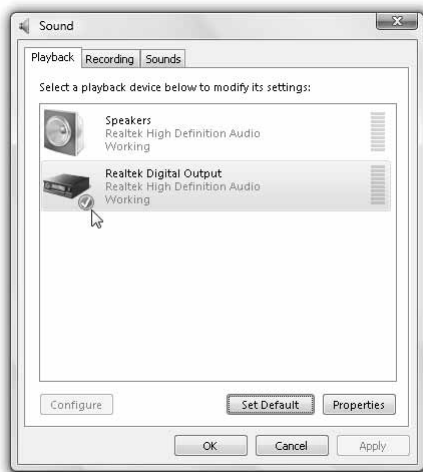 Sound
Playback Recording Sounds
Select a playback device below to modify its settings:
Speakers
Realtek High Definition Audio
Working
Realtek Digital Output
Realtek High Definition Audio
Working
Configure Set Default Properties
OK Cancel Apply